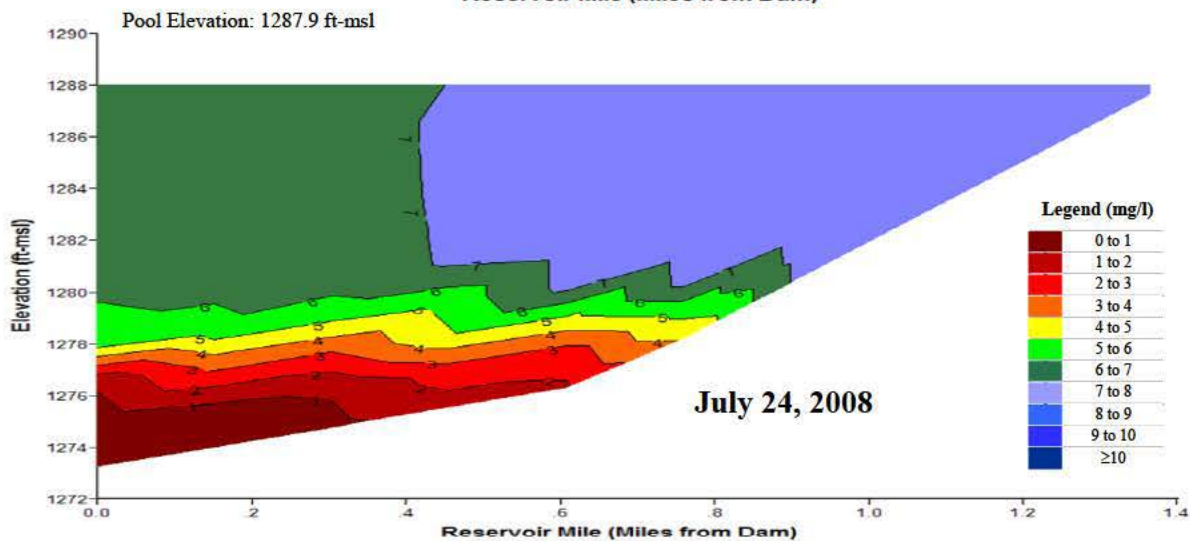 Pool Elevation: 1287.9 ft-msl
1290
1288
1286
1284
1282
1280
1278
1276
1274
1272
Elevation (ft-msl)
7
7
7 7 7
6 6 6 6 6 6
5 5 5
4 4 4 4 4
3 3 3
2 2 2 2
1 1
Legend (mg/l)
0 to 1
1 to 2
2 to 3
3 to 4
4 to 5
5 to 6
6 to 7
7 to 8
8 to 9
9 to 10
≥10
July 24, 2008
0.0 .2 .4 .6 .8 1.0 1.2 1.4
Reservoir Mile (Miles from Dam)